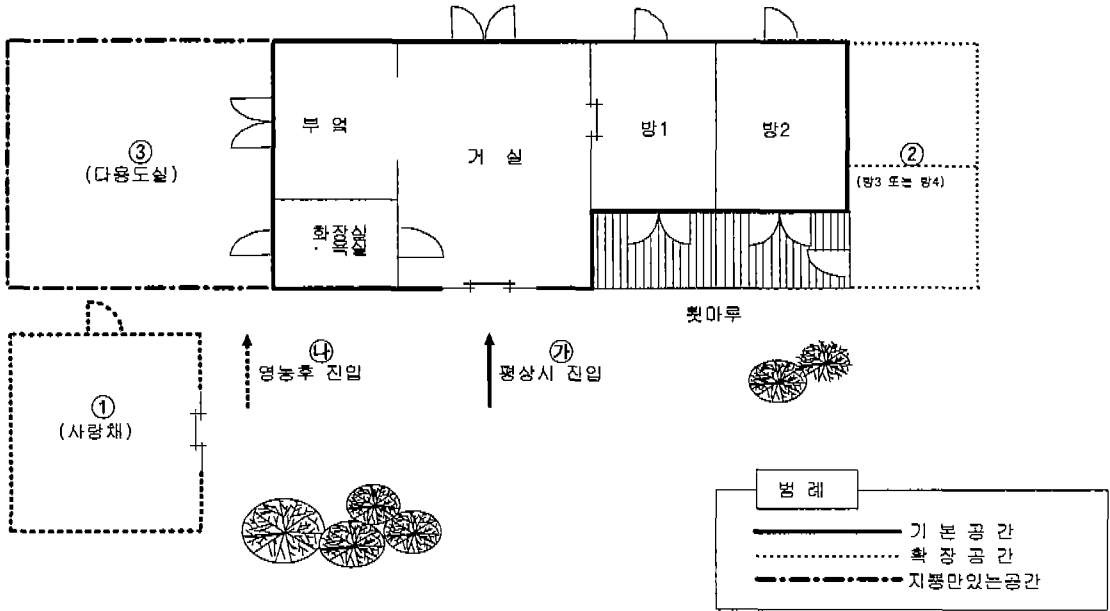 부 엌
거 실
방1
방2
③
(다용도실)
②
(방3 또는 방4)
화장실
· 욕실
툇마루
㉯
영농후 진입
㉮
평상시 진입
①
(사랑채)
범 례
기 본 공 간
확 장 공 간
지붕만있는공간